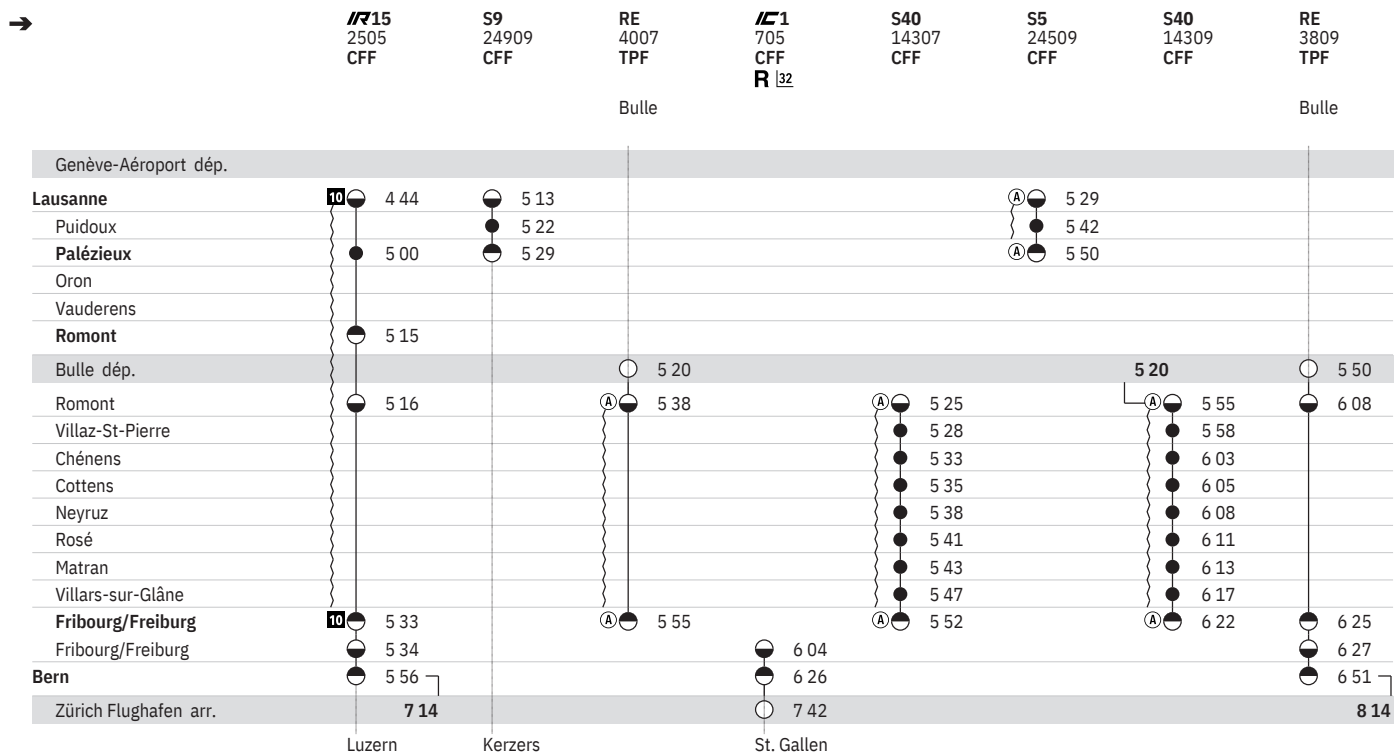 ➔ IR15 S9 RE IC1 S40 S5 S40 RE
2505 24909 4007 705 14307 24509 14309 3809
CFF CFF TPF CFF CFF CFF CFF TPF
R 32
Bulle Bulle
Genève-Aéroport dép.
Lausanne 10 4 44 5 13 A 5 29
Puidoux 5 22 5 42
Palézieux 5 00 5 29 A 5 50
Oron
Vauderens
Romont 5 15
Bulle dép. 5 20 5 20 5 50
Romont 5 16 A 5 38 A 5 25 A 5 55 6 08
Villaz-St-Pierre 5 28 5 58
Chénens 5 33 6 03
Cottens 5 35 6 05
Neyruz 5 38 6 08
Rosé 5 41 6 11
Matran 5 43 6 13
Villars-sur-Glâne 5 47 6 17
Fribourg/Freiburg 10 5 33 A 5 55 A 5 52 A 6 22 6 25
Fribourg/Freiburg 5 34 6 04 6 27
Bern 5 56 6 26 6 51
Zürich Flughafen arr. 7 14 7 42 8 14
Luzern Kerzers St. Gallen